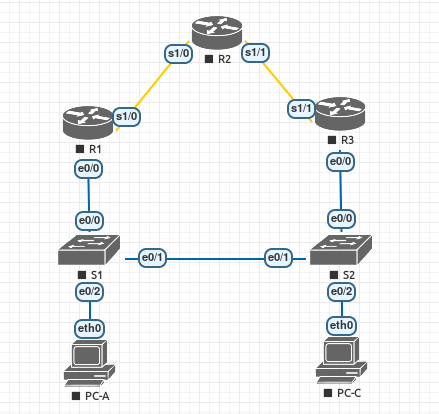 R2
s1/0
s1/1
s1/0
s1/1
R1
R3
e0/0
e0/0
e0/0
e0/0
e0/1
e0/1
S1
S2
e0/2
e0/2
eth0
eth0
PC-A
PC-C